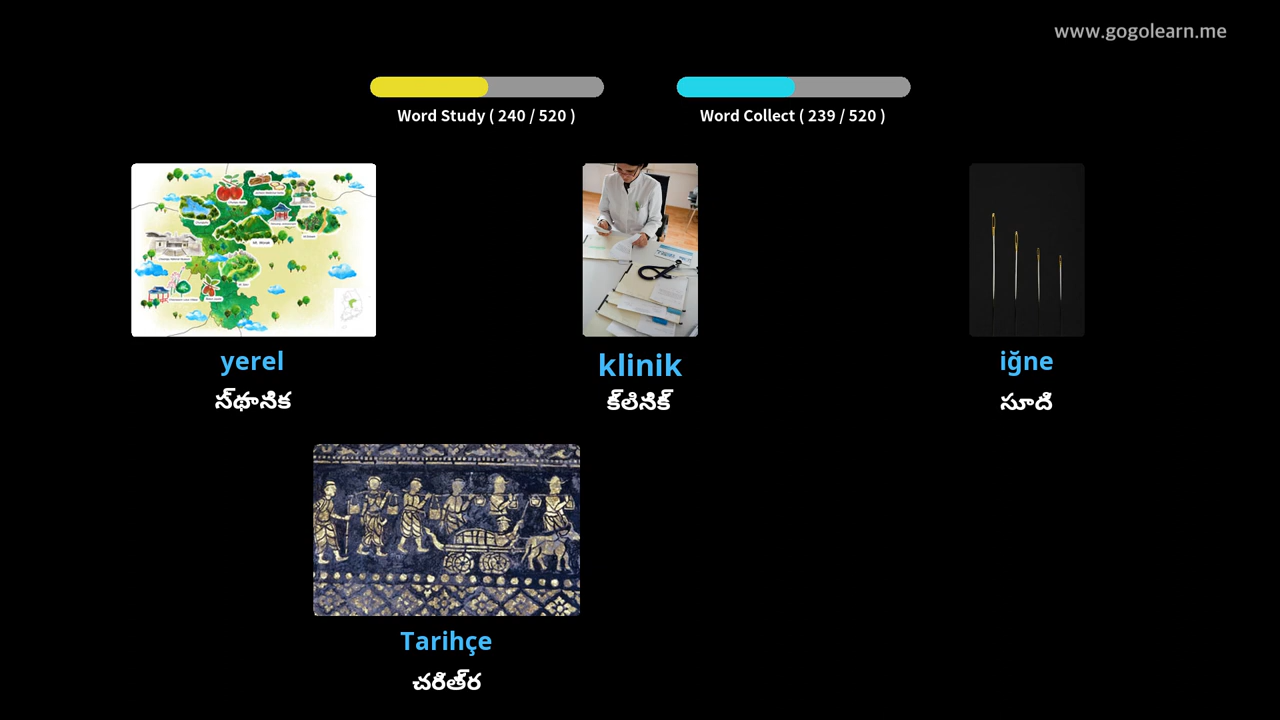 www.gogolearn.me
Word Study ( 240 / 520 )
Word Collect ( 239 / 520 )
yerel
klinik
iğne
స్థానిక
క్లినిక్
సూది
Tarihçe
చరిత్ర